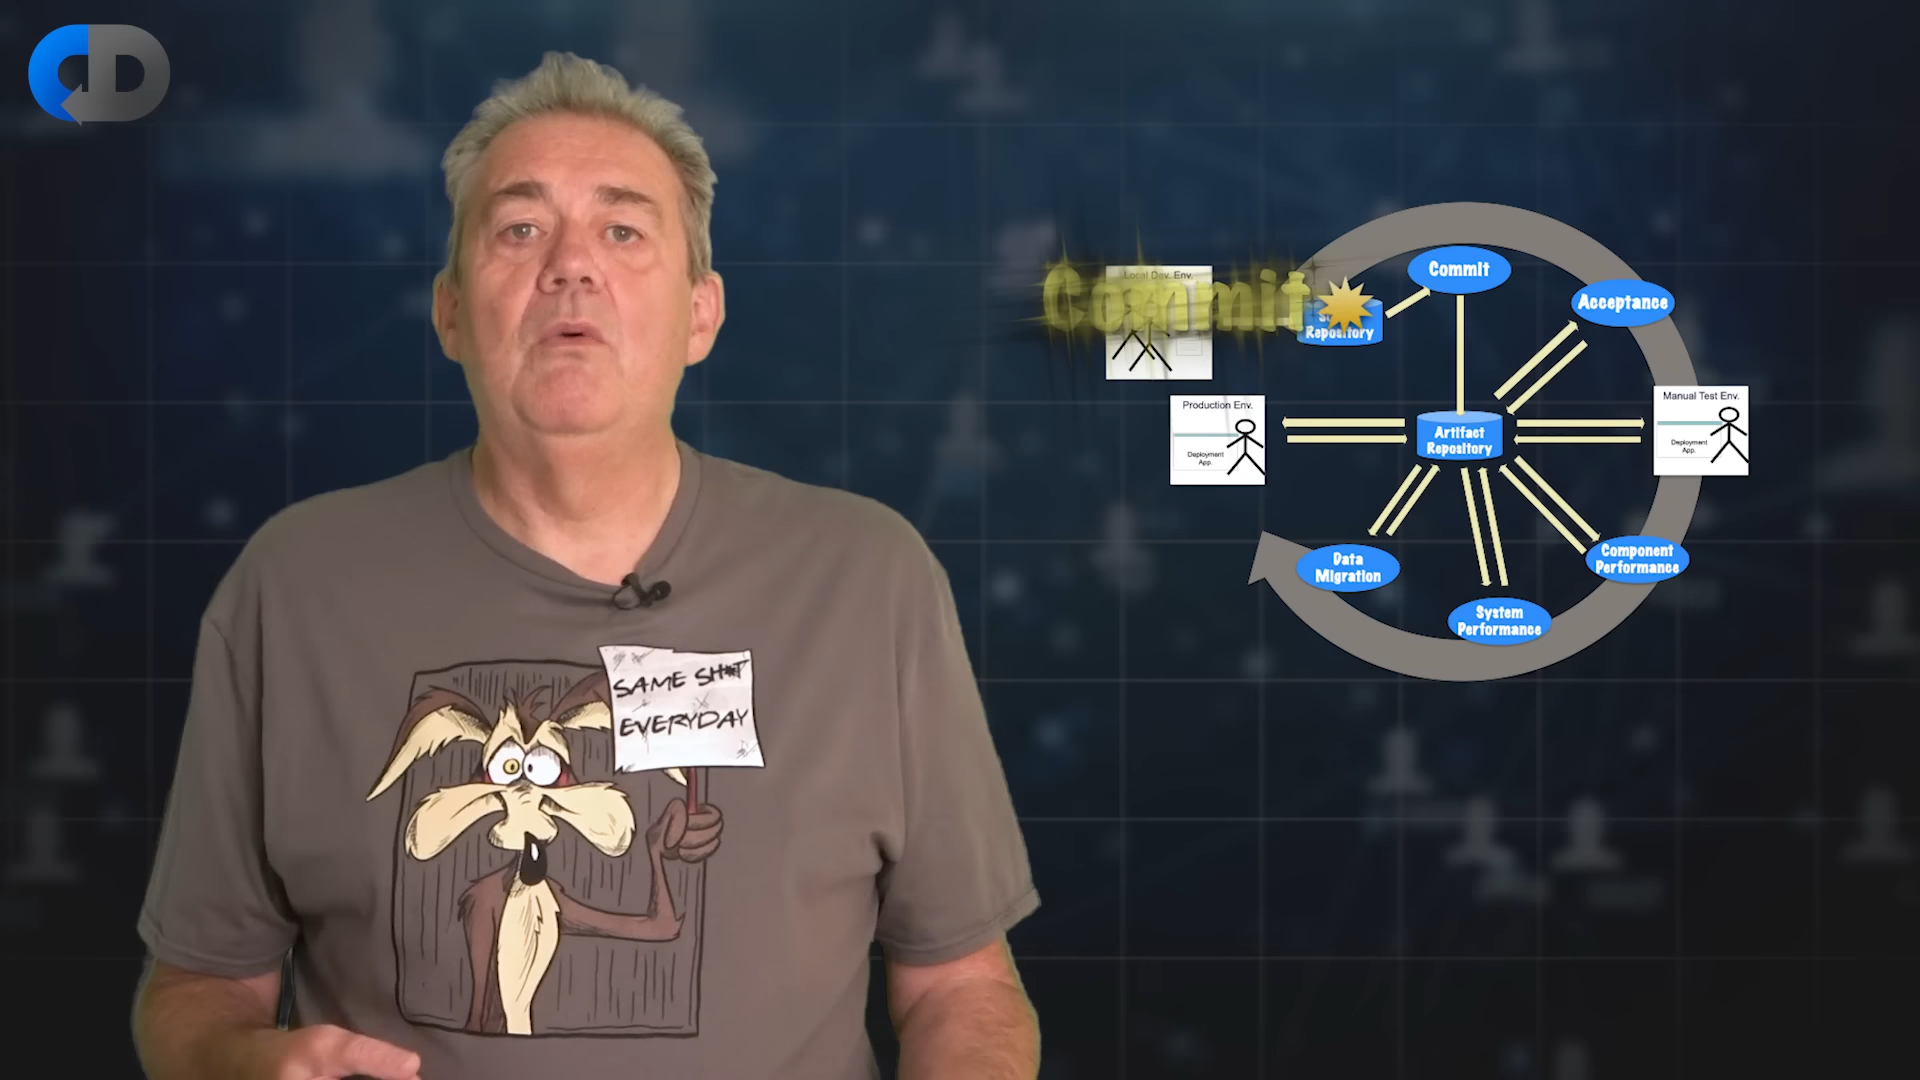 CD
SAME SH*T
EVERYDAY
Local Dev. Env.
Commit
Repository
Commit
Acceptance
Production Env.
Deployment
App.
Artifact
Repository
Manual Test Env.
Deployment
App.
Data
Migration
System
Performance
Component
Performance